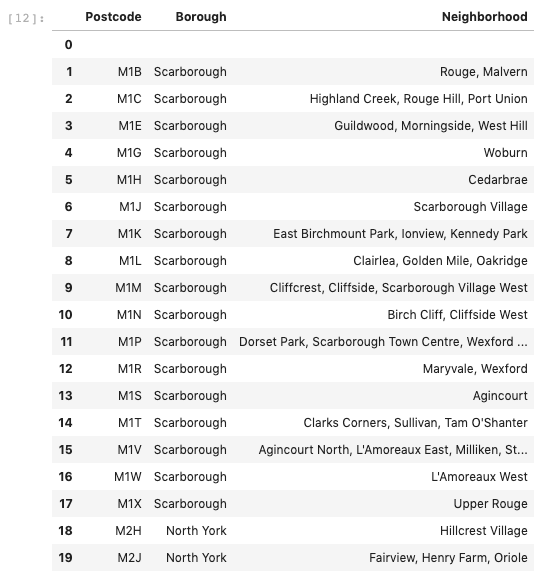 [12]: Postcode Borough Neighborhood
0
1 M1B Scarborough Rouge, Malvern
2 M1C Scarborough Highland Creek, Rouge Hill, Port Union
3 M1E Scarborough Guildwood, Morningside, West Hill
4 M1G Scarborough Woburn
5 M1H Scarborough Cedarbrae
6 M1J Scarborough Scarborough Village
7 M1K Scarborough East Birchmount Park, Ionview, Kennedy Park
8 M1L Scarborough Clairlea, Golden Mile, Oakridge
9 M1M Scarborough Cliffcrest, Cliffside, Scarborough Village West
10 M1N Scarborough Birch Cliff, Cliffside West
11 M1P Scarborough Dorset Park, Scarborough Town Centre, Wexford ...
12 M1R Scarborough Maryvale, Wexford
13 M1S Scarborough Agincourt
14 M1T Scarborough Clarks Corners, Sullivan, Tam O'Shanter
15 M1V Scarborough Agincourt North, L'Amoreaux East, Milliken, St...
16 M1W Scarborough L'Amoreaux West
17 M1X Scarborough Upper Rouge
18 M2H North York Hillcrest Village
19 M2J North York Fairview, Henry Farm, Oriole